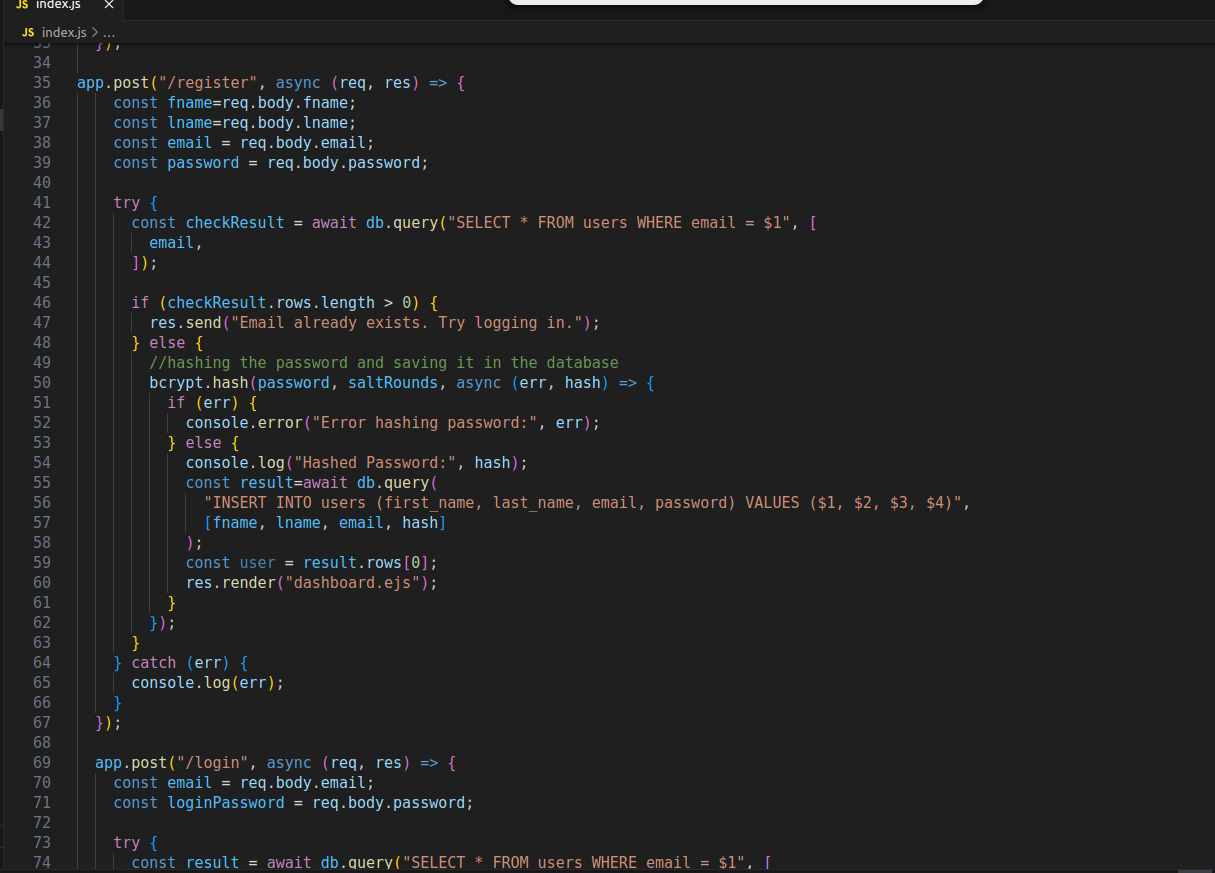 JS index.js ×
JS index.js > ...
33 });
34
35 app.post("/register", async (req, res) => {
36 const fname=req.body.fname;
37 const lname=req.body.lname;
38 const email = req.body.email;
39 const password = req.body.password;
40
41 try {
42 const checkResult = await db.query("SELECT * FROM users WHERE email = $1", [
43 email,
44 ]);
45
46 if (checkResult.rows.length > 0) {
47 res.send("Email already exists. Try logging in.");
48 } else {
49 //hashing the password and saving it in the database
50 bcrypt.hash(password, saltRounds, async (err, hash) => {
51 if (err) {
52 console.error("Error hashing password:", err);
53 } else {
54 console.log("Hashed Password:", hash);
55 const result=await db.query(
56 "INSERT INTO users (first_name, last_name, email, password) VALUES ($1, $2, $3, $4)",
57 [fname, lname, email, hash]
58 );
59 const user = result.rows[0];
60 res.render("dashboard.ejs");
61 }
62 });
63 }
64 } catch (err) {
65 console.log(err);
66 }
67 });
68
69 app.post("/login", async (req, res) => {
70 const email = req.body.email;
71 const loginPassword = req.body.password;
72
73 try {
74 const result = await db.query("SELECT * FROM users WHERE email = $1", [